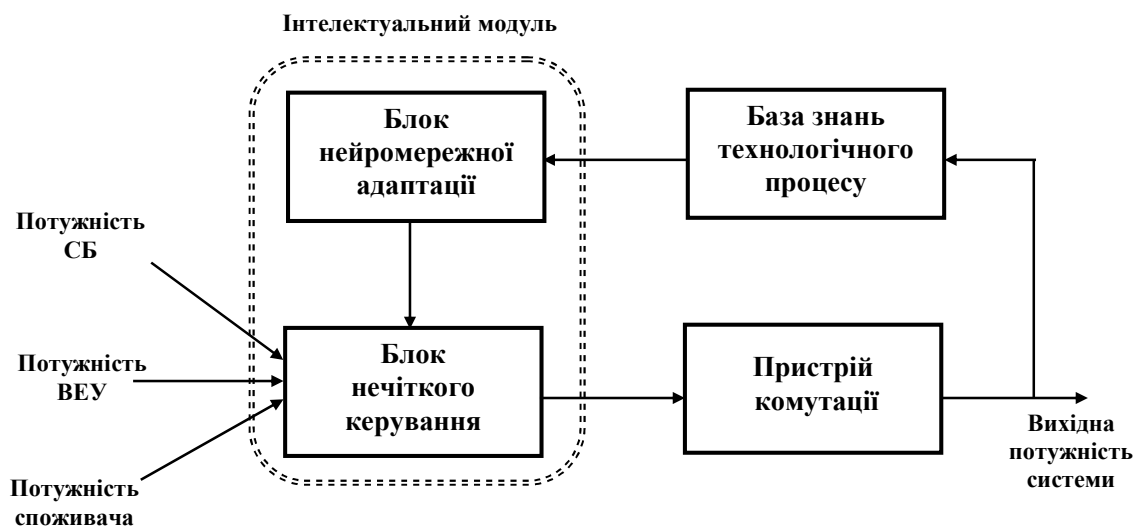 Інтелектуальний модуль
Блок
нейромережної
адаптації
База знань
технологічного
процесу
Потужність
СБ
Потужність
ВЕУ
Потужність
споживача
Блок
нечіткого
керування
Пристрій
комутації
Вихідна
потужність
системи